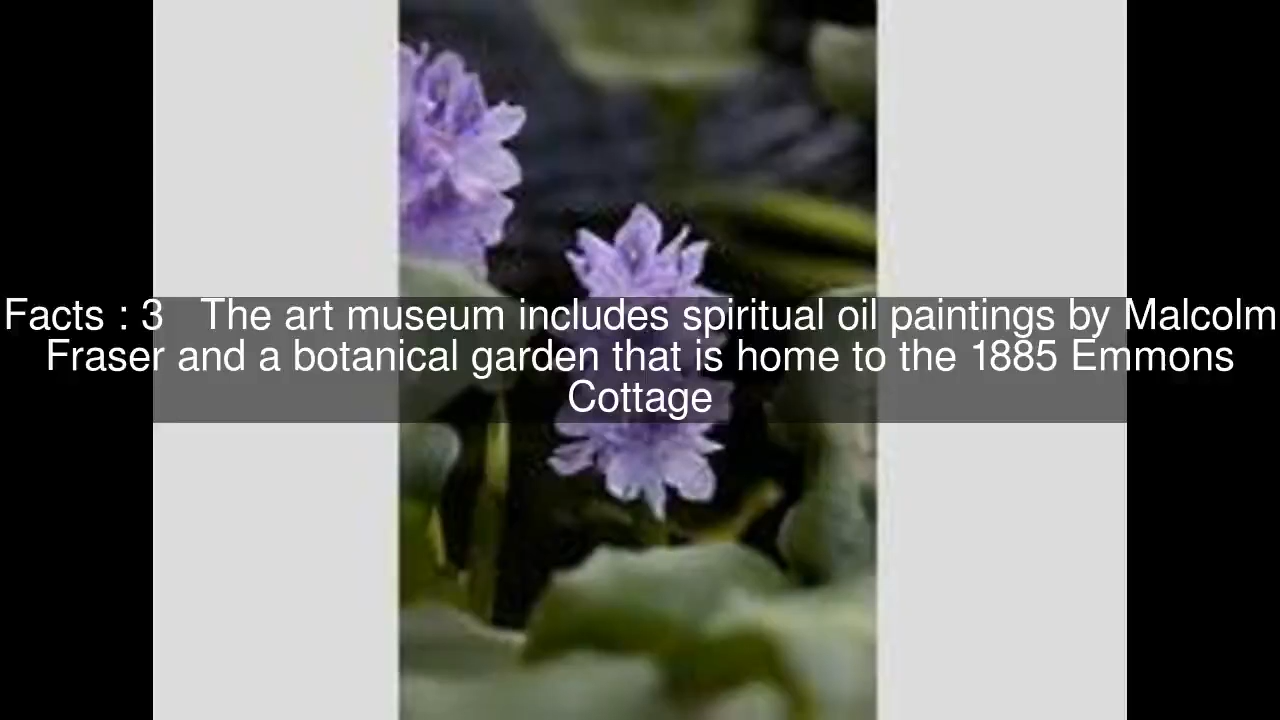 Facts : 3 The art museum includes spiritual oil paintings by Malcolm
Fraser and a botanical garden that is home to the 1885 Emmons
Cottage